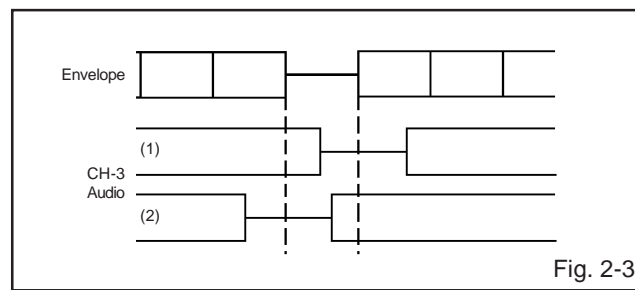 Envelope
(1)
CH-3
Audio
(2)
Fig. 2-3